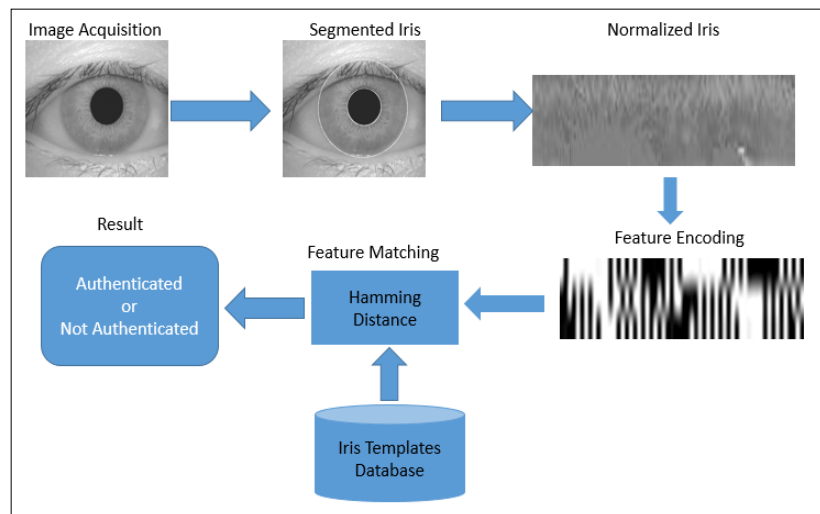 Image Acquisition
Segmented Iris
Normalized Iris
Result
Feature Matching
Feature Encoding
Authenticated
or
Not Authenticated
Hamming
Distance
Iris Templates
Database